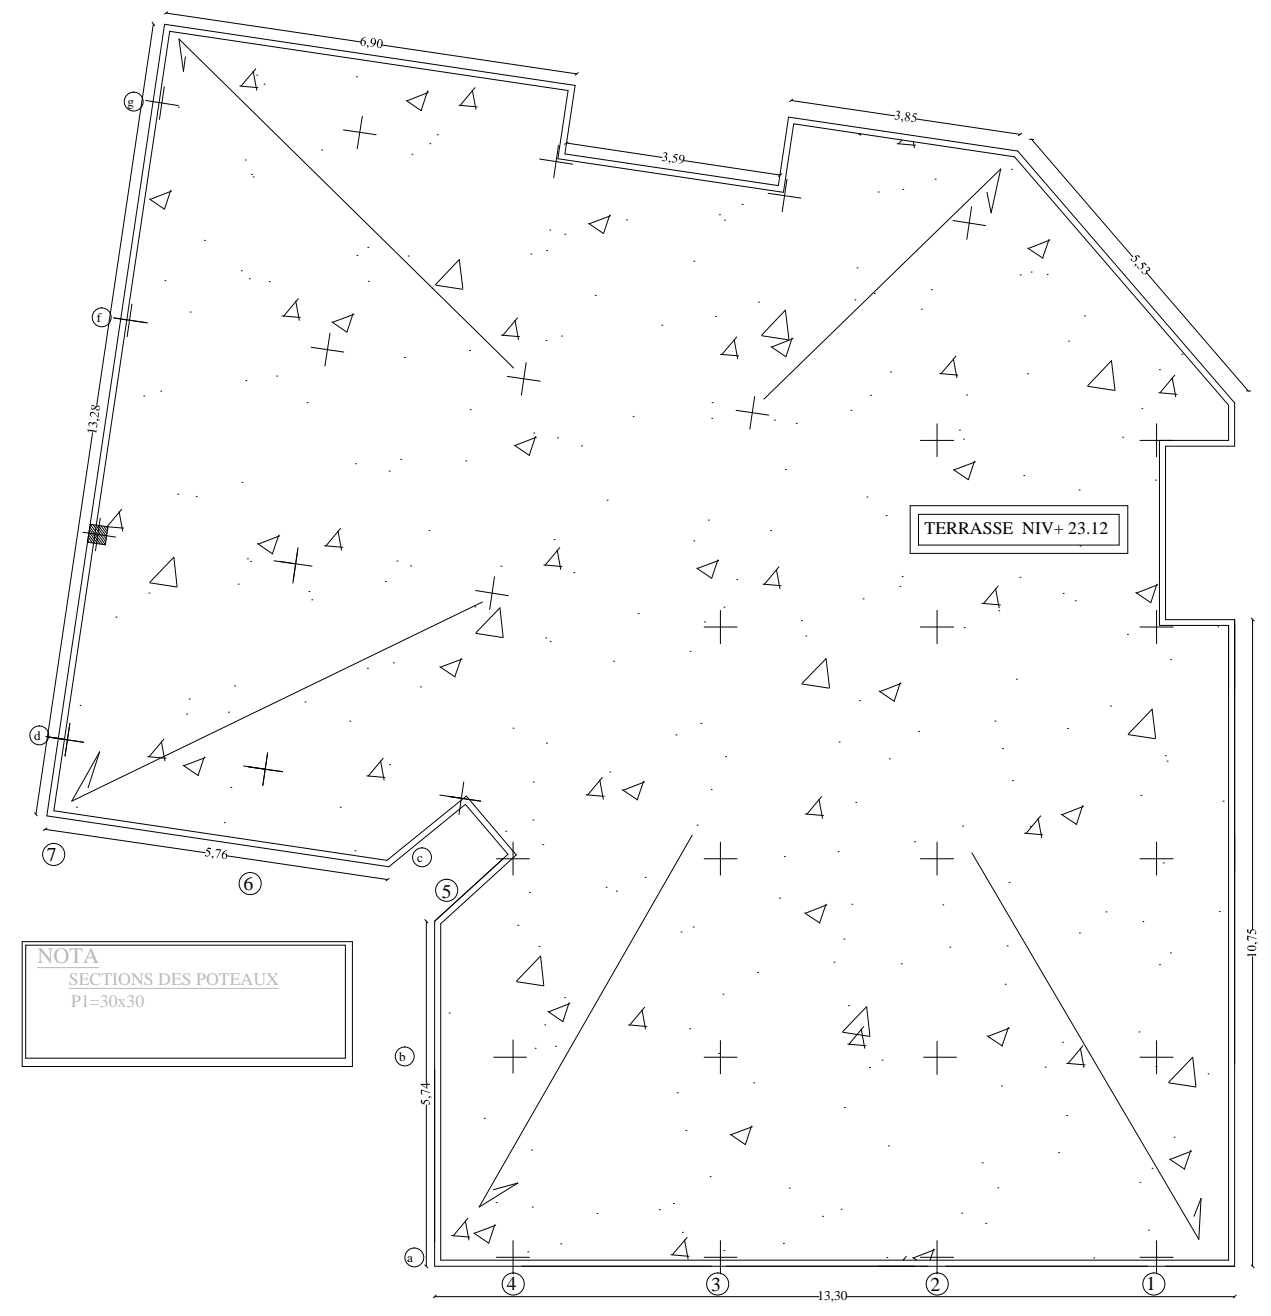 6,90
3,85
g
3,59
5,53
f
13,28
TERRASSE NIV+ 23.12
d
7
5,76
c
6
5
10,75
NOTA
SECTIONS DES POTEAUX
P1=30x30
b
5,74
a
4
3
2
1
13,30